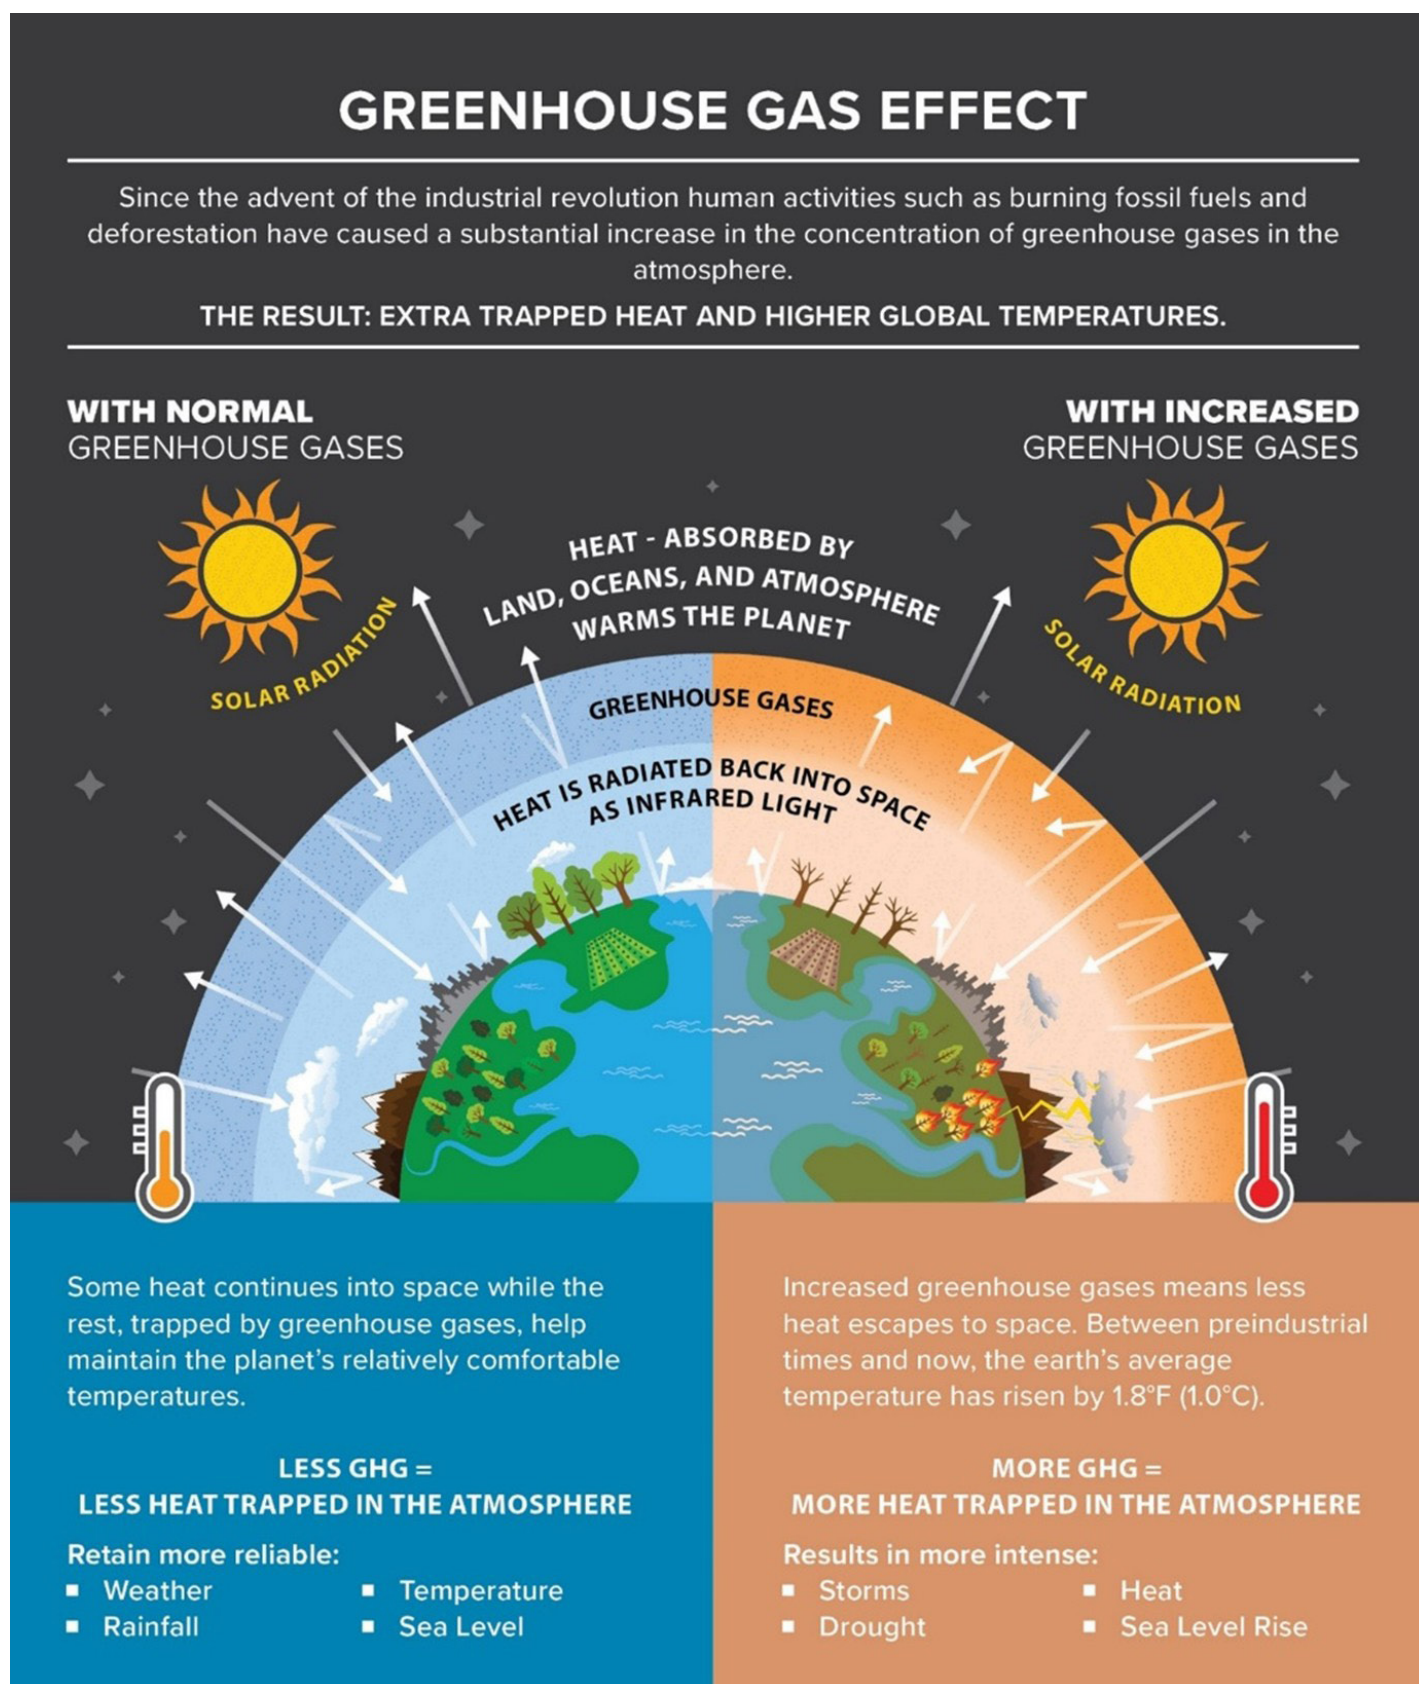 GREENHOUSE GAS EFFECT
Since the advent of the industrial revolution human activities such as burning fossil fuels and
deforestation have caused a substantial increase in the concentration of greenhouse gases in the
atmosphere.
THE RESULT: EXTRA TRAPPED HEAT AND HIGHER GLOBAL TEMPERATURES.
WITH NORMAL
GREENHOUSE GASES
WITH INCREASED
GREENHOUSE GASES
HEAT - ABSORBED BY
LAND, OCEANS, AND ATMOSPHERE
WARMS THE PLANET
SOLAR RADIATION
SOLAR RADIATION
GREENHOUSE GASES
HEAT IS RADIATED BACK INTO SPACE
AS INFRARED LIGHT
Some heat continues into space while the
rest, trapped by greenhouse gases, help
maintain the planet's relatively comfortable
temperatures.
LESS GHG =
LESS HEAT TRAPPED IN THE ATMOSPHERE
Retain more reliable:
▪ Weather
▪ Rainfall
▪ Temperature
▪ Sea Level
Increased greenhouse gases means less
heat escapes to space. Between preindustrial
times and now, the earth's average
temperature has risen by 1.8°F (1.0°C).
MORE GHG =
MORE HEAT TRAPPED IN THE ATMOSPHERE
Results in more intense:
▪ Storms
▪ Drought
▪ Heat
▪ Sea Level Rise